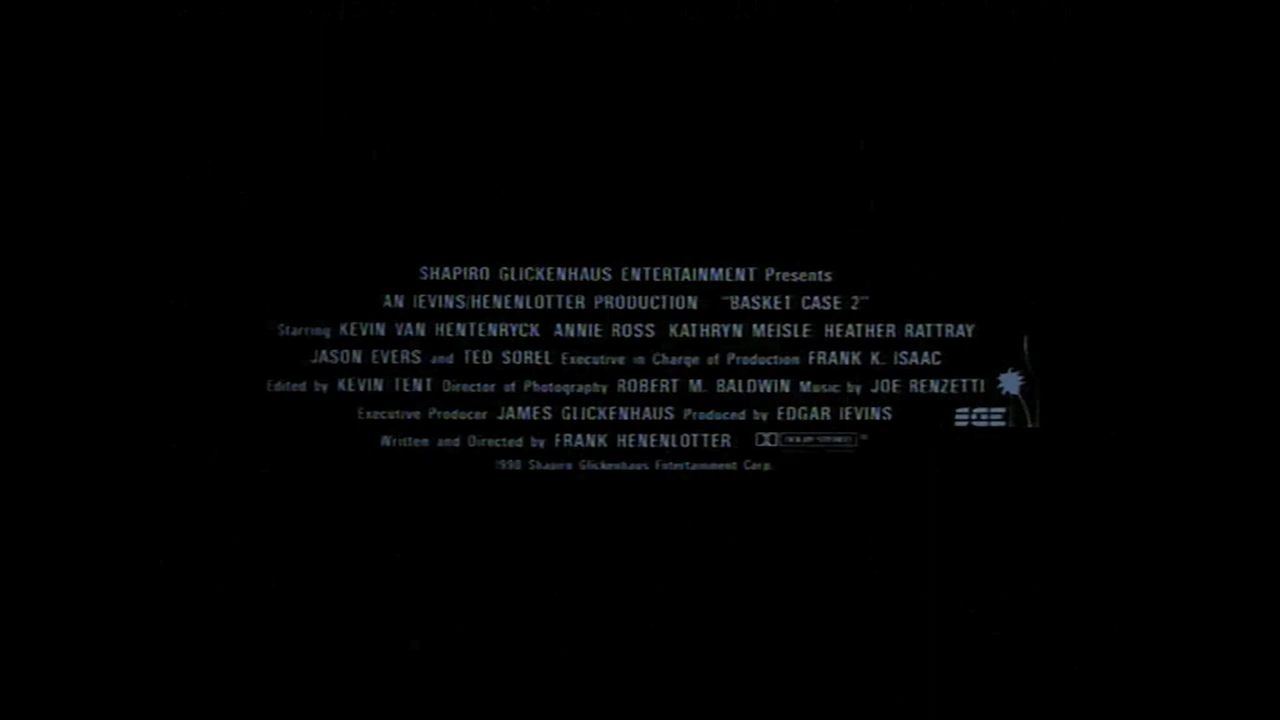 SHAPIRO GLICKENHAUS ENTERTAINMENT Presents
AN IEVINS/HENENLOTTER PRODUCTION "BASKET CASE 2"
Starring KEVIN VAN HENTENRYCK ANNIE ROSS KATHRYN MEISLE HEATHER RATTRAY
JASON EVERS and TED SOREL Executive in Charge of Production FRANK K. ISAAC
Edited by KEVIN TENT Director of Photography ROBERT M. BALDWIN Music by JOE RENZETTI
Executive Producer JAMES GLICKENHAUS Produced by EDGAR IEVINS
SGE
Written and Directed by FRANK HENENLOTTER DOLBY STEREO
1990 Shapiro Glickenhaus Entertainment Corp.